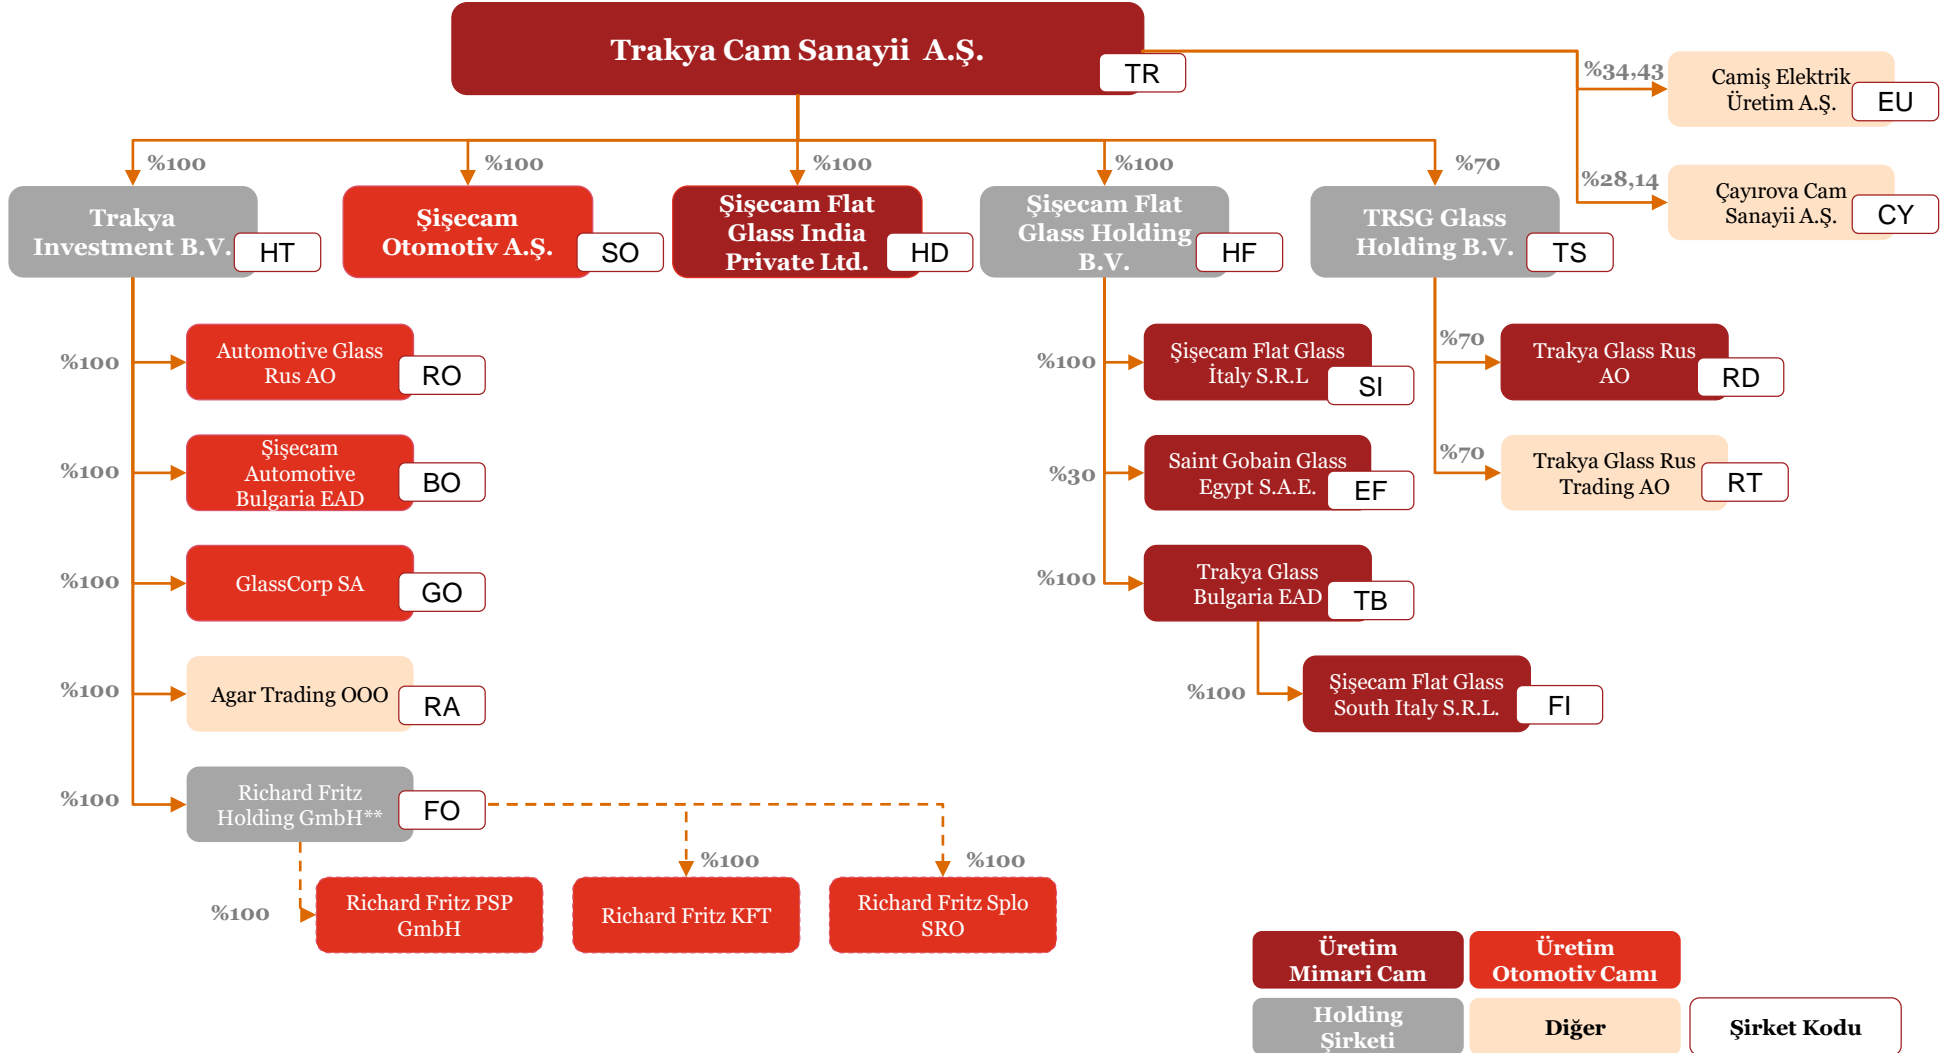 Trakya Cam Sanayii A.Ş.
TR
%34,43
Camiş Elektrik
Üretim A.Ş.
EU
%28,14
Çayırova Cam
Sanayii A.Ş.
CY
%100
%100
%100
%100
%70
Trakya
Investment B.V.
HT
Şişecam
Otomotiv A.Ş.
SO
Şişecam Flat
Glass India
Private Ltd.
HD
Şişecam Flat
Glass Holding
B.V.
HF
TRSG Glass
Holding B.V.
TS
%100
Automotive Glass
Rus AO
RO
%100
Şişecam
Automotive
Bulgaria EAD
BO
%100
GlassCorp SA
GO
%100
Agar Trading OOO
RA
%100
Richard Fritz
Holding GmbH**
FO
%100
Richard Fritz PSP
GmbH
%100
Richard Fritz KFT
%100
Richard Fritz Splo
SRO
%100
Şişecam Flat Glass
İtaly S.R.L
SI
%30
Saint Gobain Glass
Egypt S.A.E.
EF
%100
Trakya Glass
Bulgaria EAD
TB
%100
Şişecam Flat Glass
South Italy S.R.L.
FI
%70
Trakya Glass Rus
AO
RD
%70
Trakya Glass Rus
Trading AO
RT
Üretim
Mimari Cam
Üretim
Otomotiv Camı
Holding
Şirketi
Diğer
Şirket Kodu